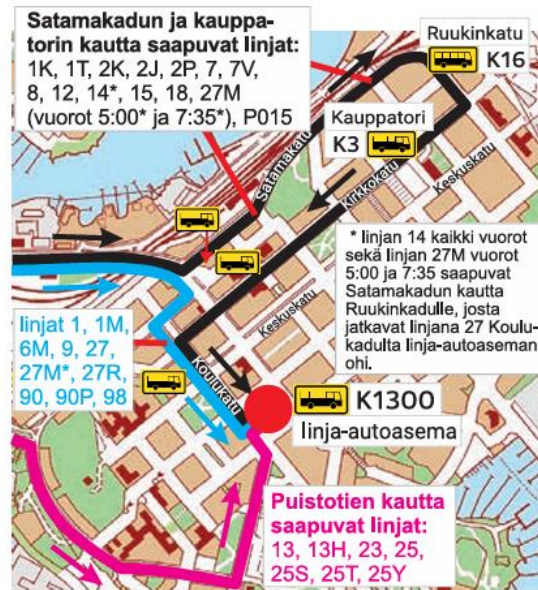 Satamakadun ja kauppa-
torin kautta saapuvat linjat:
1K, 1T, 2K, 2J, 2P, 7, 7V,
8, 12, 14*, 15, 18, 27M
(vuorot 5:00* ja 7:35*), P015
Ruukinkatu
K16
Kauppatori
K3
Satamakatu
Kirkkokatu
Keskuskatu
* linjan 14 kaikki vuorot
sekä linjan 27M vuorot
5:00 ja 7:35 saapuvat
Satamakadun kautta
Ruukinkadulle, josta
jatkavat linjana 27 Koulu-
kadulta linja-autoaseman
ohi.
Keskuskatu
linjat 1, 1M,
6M, 9, 27,
27M*, 27R,
90, 90P, 98
Koulukatu
K1300
linja-autoasema
Puistotien kautta
saapuvat linjat:
13, 13H, 23, 25,
25S, 25T, 25Y